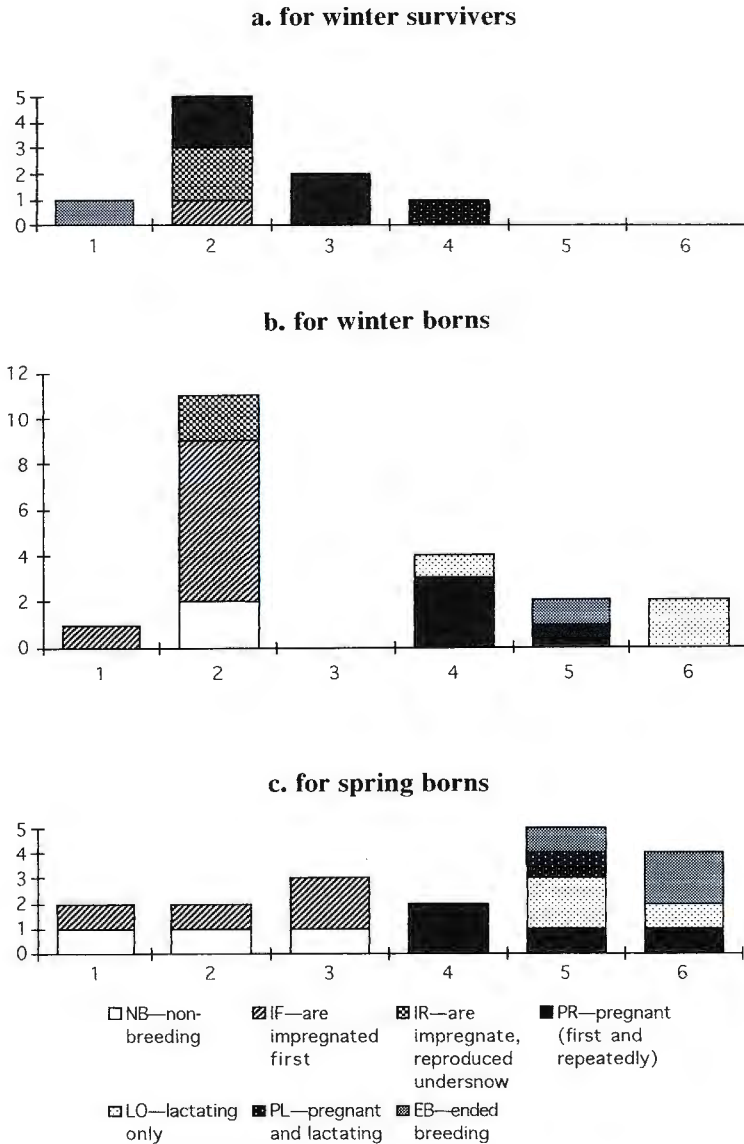 a. for winter survivers
5
4
3
2
1
0
1 2 3 4 5 6
b. for winter borns
12
10
8
6
4
2
0
1 2 3 4 5 6
c. for spring borns
5
4
3
2
1
0
1 2 3 4 5 6
NB—non-
breeding
IF—are
impregnated
first
IR—are
impregnate,
reproduced
undersnow
PR—pregnant
(first and
repeatedly)
LO—lactating
only
PL—pregnant
and lactating
EB—ended
breeding